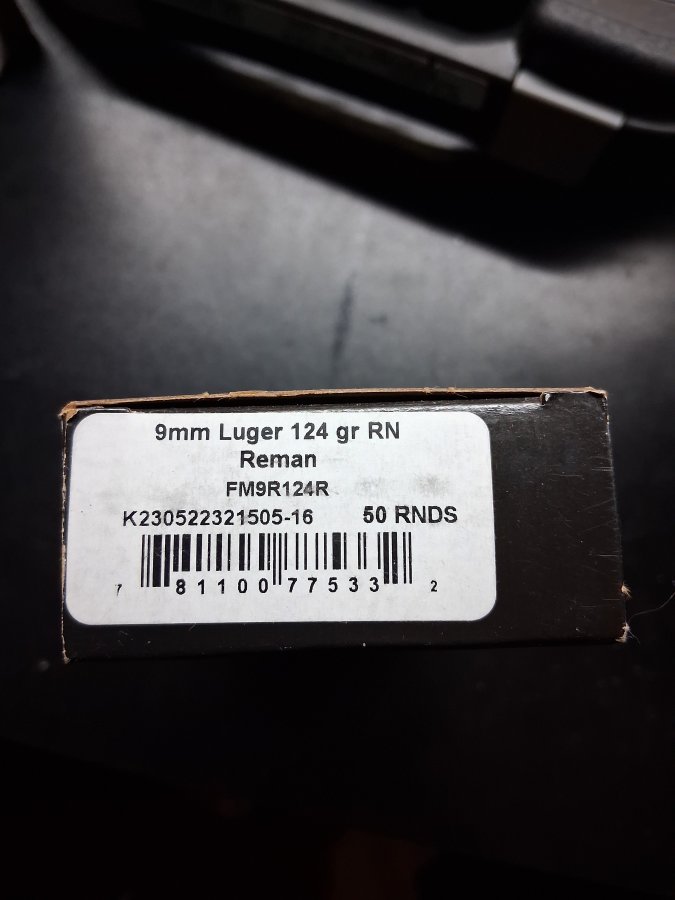 9mm Luger 124 gr RN
Reman
FM9R124R
K230522321505-16 50 RNDS
7 81100 77533 2